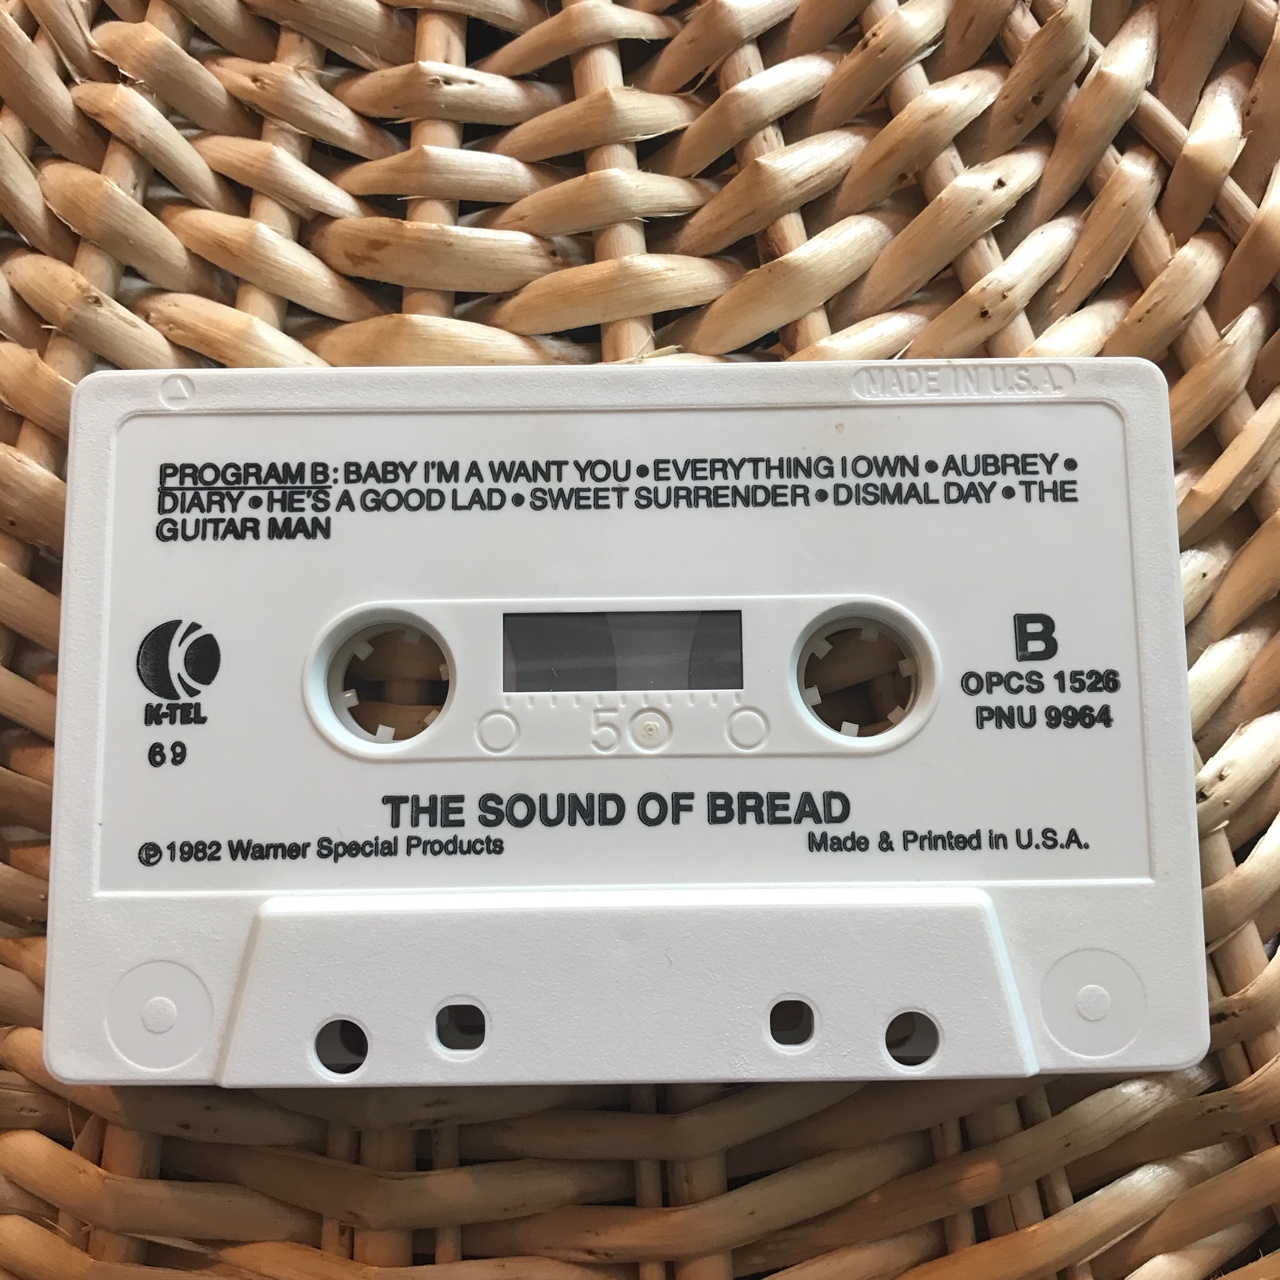 MADE IN U.S.A.
PROGRAM B: BABY I'M A WANT YOU • EVERYTHING I OWN • AUBREY •
DIARY • HE'S A GOOD LAD • SWEET SURRENDER • DISMAL DAY • THE
GUITAR MAN
K-TEL
69
B
OPCS 1526
PNU 9964
50
THE SOUND OF BREAD
℗ 1982 Warner Special Products
Made & Printed in U.S.A.